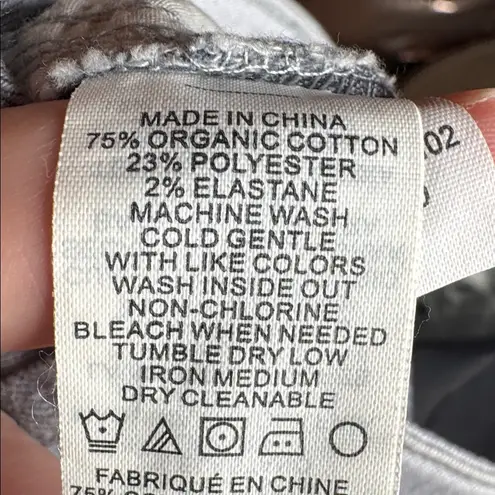 MADE IN CHINA
75% ORGANIC COTTON
23% POLYESTER
2% ELASTANE
MACHINE WASH
COLD GENTLE
WITH LIKE COLORS
WASH INSIDE OUT
NON-CHLORINE
BLEACH WHEN NEEDED
TUMBLE DRY LOW
IRON MEDIUM
DRY CLEANABLE
FABRIQUÉ EN CHINE
02